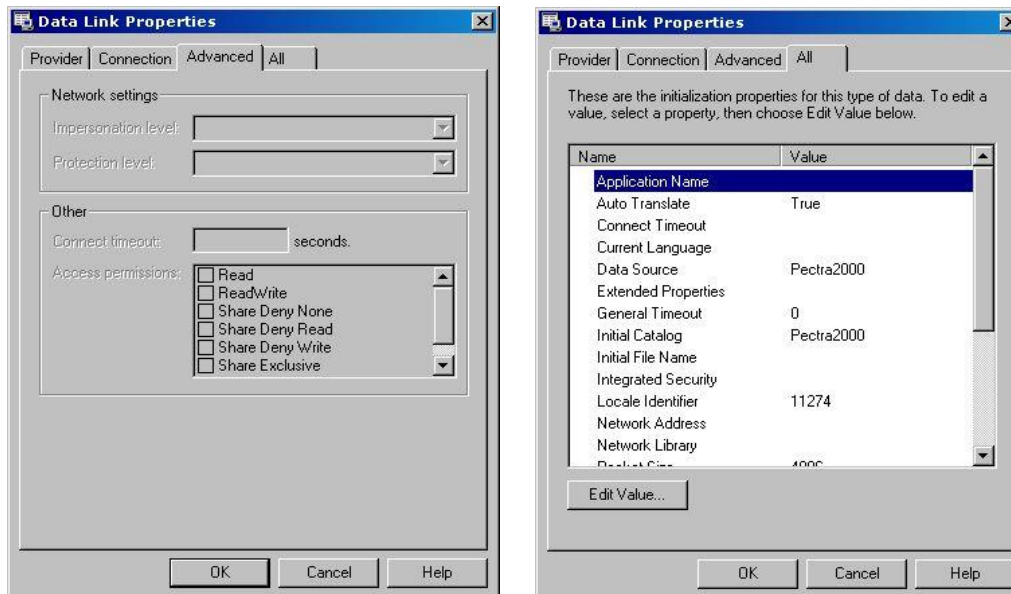 Data Link Properties
Provider Connection Advanced All
Network settings
Impersonation level:
Protection level:
Other
Connect timeout: seconds.
Access permissions:
Read
ReadWrite
Share Deny None
Share Deny Read
Share Deny Write
Share Exclusive
OK Cancel Help
Data Link Properties
Provider Connection Advanced All
These are the initialization properties for this type of data. To edit a
value, select a property, then choose Edit Value below.
Name Value
Application Name
Auto Translate True
Connect Timeout
Current Language
Data Source Pectra2000
Extended Properties
General Timeout 0
Initial Catalog Pectra2000
Initial File Name
Integrated Security
Locale Identifier 11274
Network Address
Network Library
Packet Size 4096
Edit Value...
OK Cancel Help